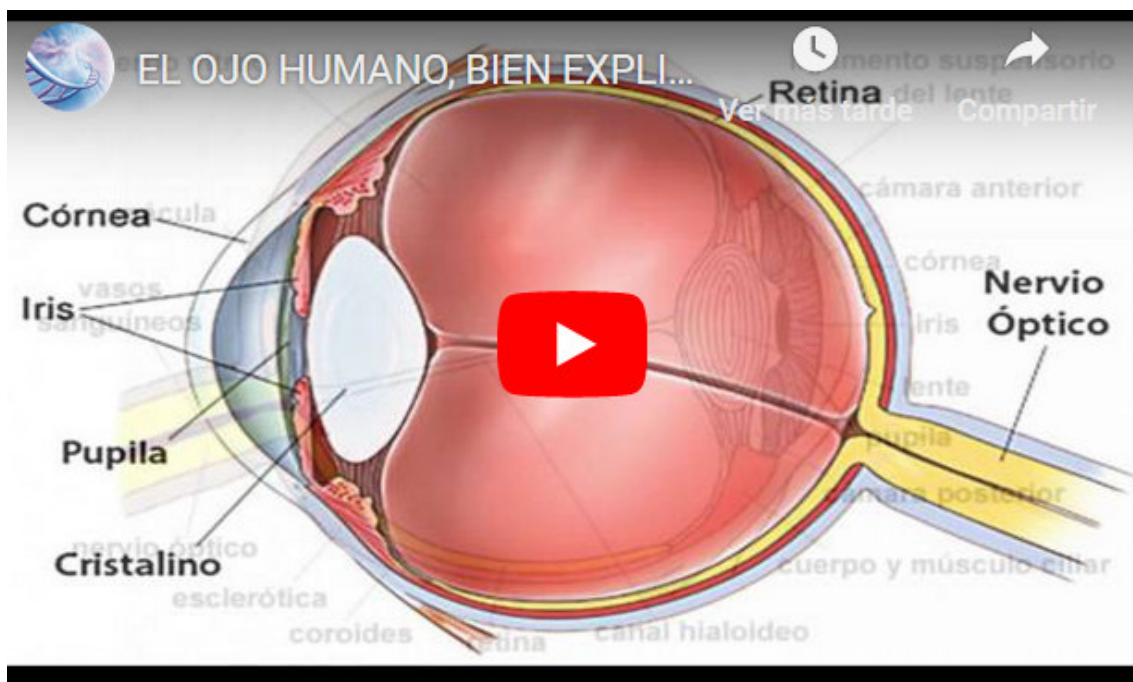 EL OJO HUMANO, BIEN EXPLI...
Ver más tarde
Compartir
Retina
Córnea
Iris
Pupila
Cristalino
Nervio
Óptico
suspensorio
del lente
cámara anterior
córnea
iris
lente
pupila
cámara posterior
cuerpo y músculo ciliar
canal hialoideo
retina
coroides
esclerótica
nervio óptico
vasos
sanguíneos
mácula